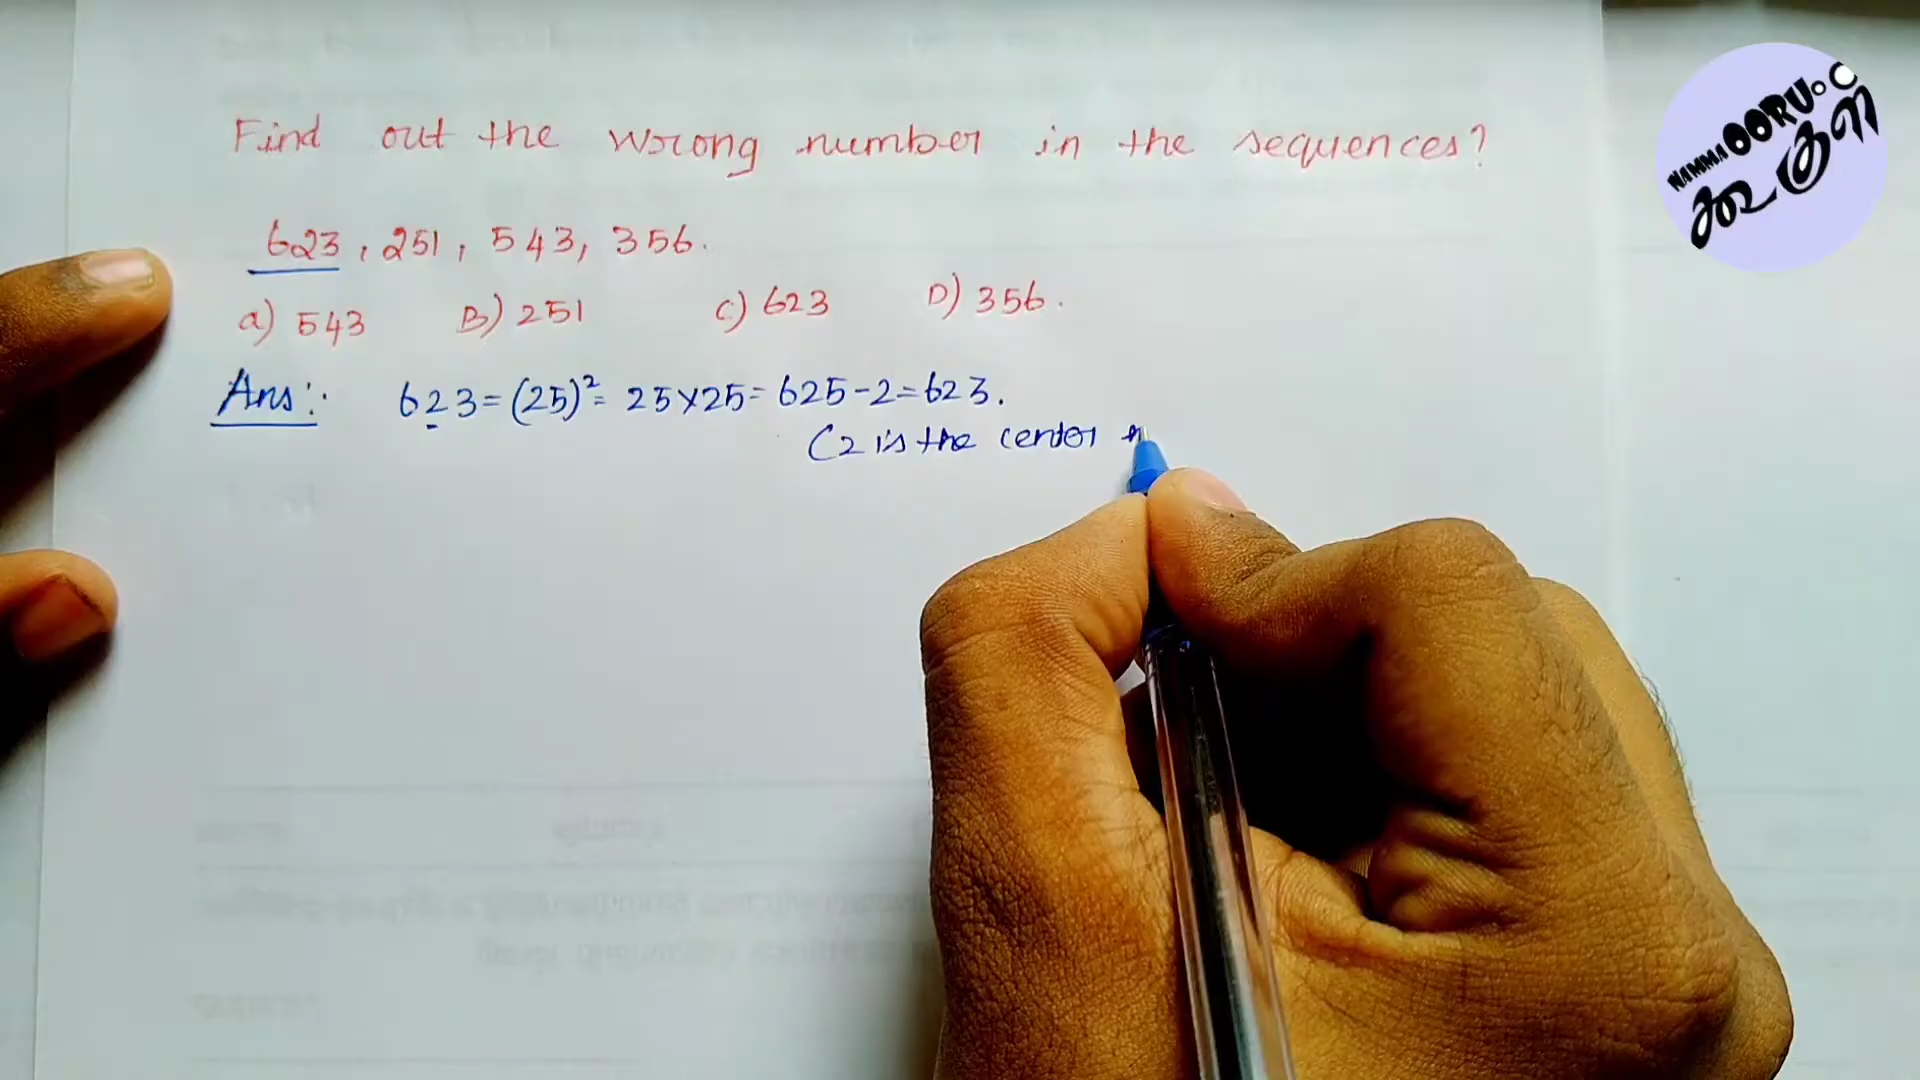 Find out the wrong number in the sequences?
623, 251, 543, 356.
a) 543 B) 251 C) 623 D) 356.
Ans:- 623 = (25)² = 25×25 = 625-2 = 623.
(2 is the center
NAMMA OORU